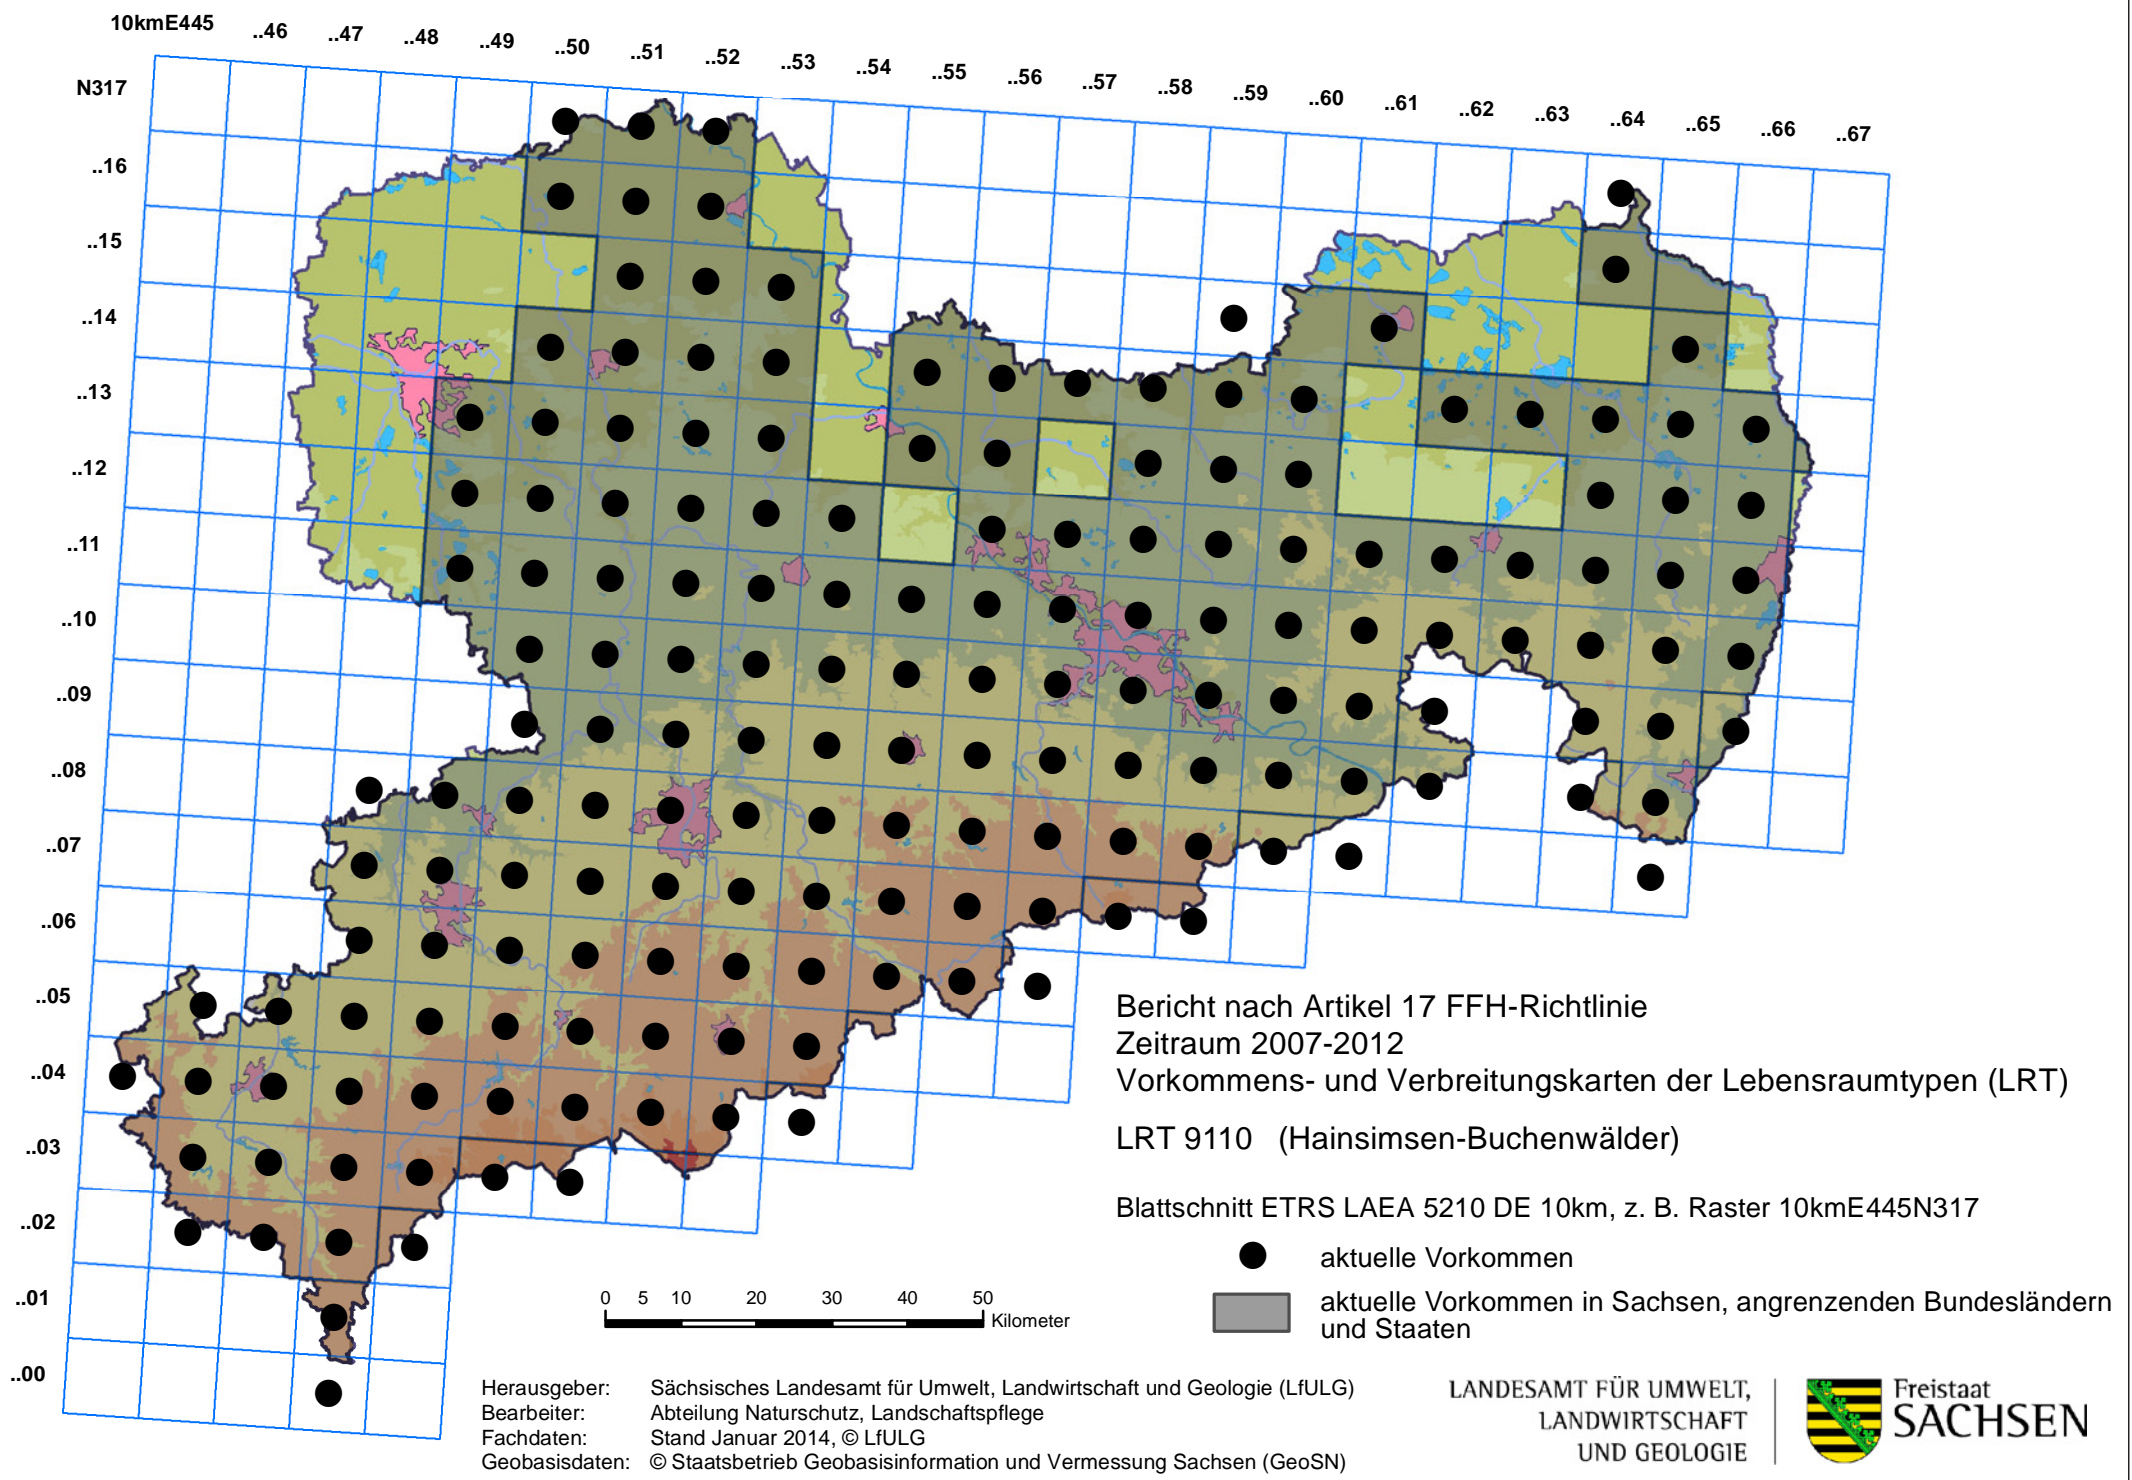 10kmE445 ..46 ..47 ..48 ..49 ..50 ..51 ..52 ..53 ..54 ..55 ..56 ..57 ..58 ..59 ..60 ..61 ..62 ..63 ..64 ..65 ..66 ..67
N317
..16
..15
..14
..13
..12
..11
..10
..09
..08
..07
..06
..05
..04
..03
..02
..01
..00
Bericht nach Artikel 17 FFH-Richtlinie
Zeitraum 2007-2012
Vorkommens- und Verbreitungskarten der Lebensraumtypen (LRT)
LRT 9110 (Hainsimsen-Buchenwälder)
Blattschnitt ETRS LAEA 5210 DE 10km, z. B. Raster 10kmE445N317
aktuelle Vorkommen
aktuelle Vorkommen in Sachsen, angrenzenden Bundesländern
und Staaten
0 5 10 20 30 40 50
Kilometer
Herausgeber: Sächsisches Landesamt für Umwelt, Landwirtschaft und Geologie (LfULG)
Bearbeiter: Abteilung Naturschutz, Landschaftspflege
Fachdaten: Stand Januar 2014, © LfULG
Geobasisdaten: © Staatsbetrieb Geobasisinformation und Vermessung Sachsen (GeoSN)
LANDESAMT FÜR UMWELT,
LANDWIRTSCHAFT
UND GEOLOGIE
Freistaat
SACHSEN